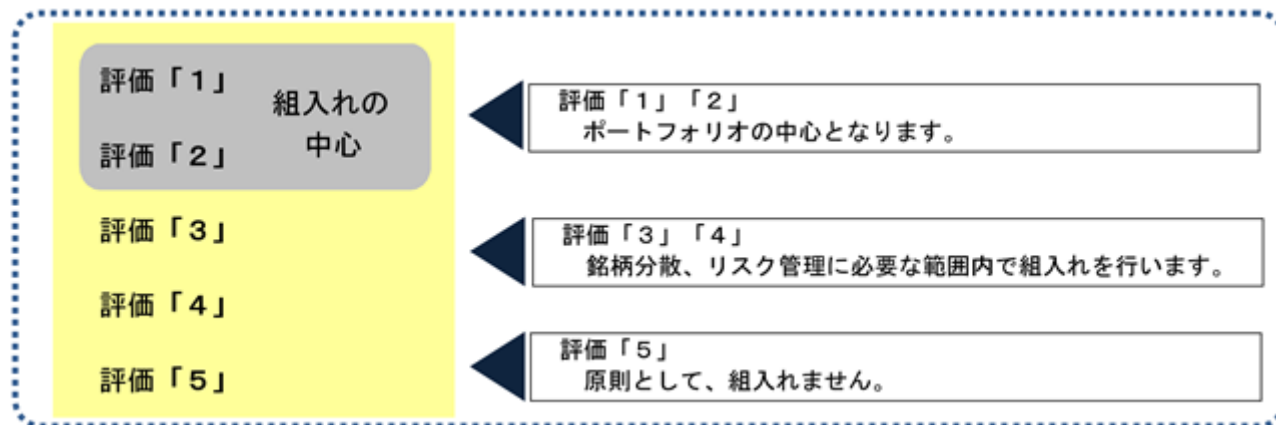 評価「１」
組入れの
中心
評価「２」
評価「３」
評価「４」
評価「５」
評価「１」「２」
ポートフォリオの中心となります。
評価「３」「４」
銘柄分散、リスク管理に必要な範囲内で組入れを行います。
評価「５」
原則として、組入れません。